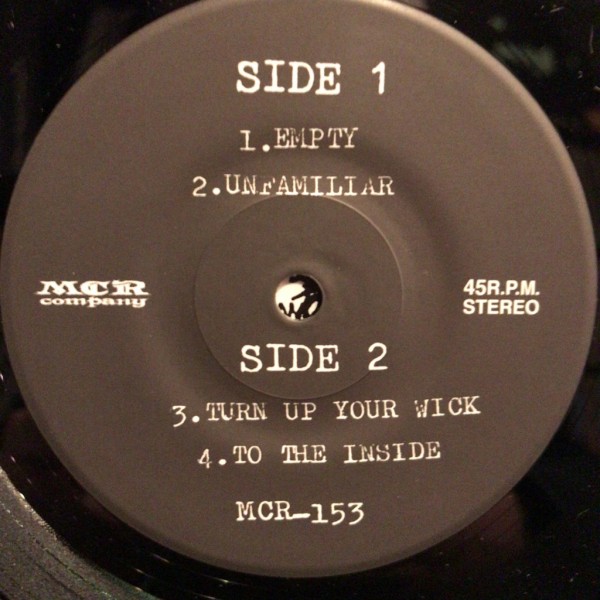 SIDE 1
1.EMPTY
2.UNFAMILIAR
MCR
company
45R.P.M.
STEREO
SIDE 2
3.TURN UP YOUR WICK
4.TO THE INSIDE
MCR-153